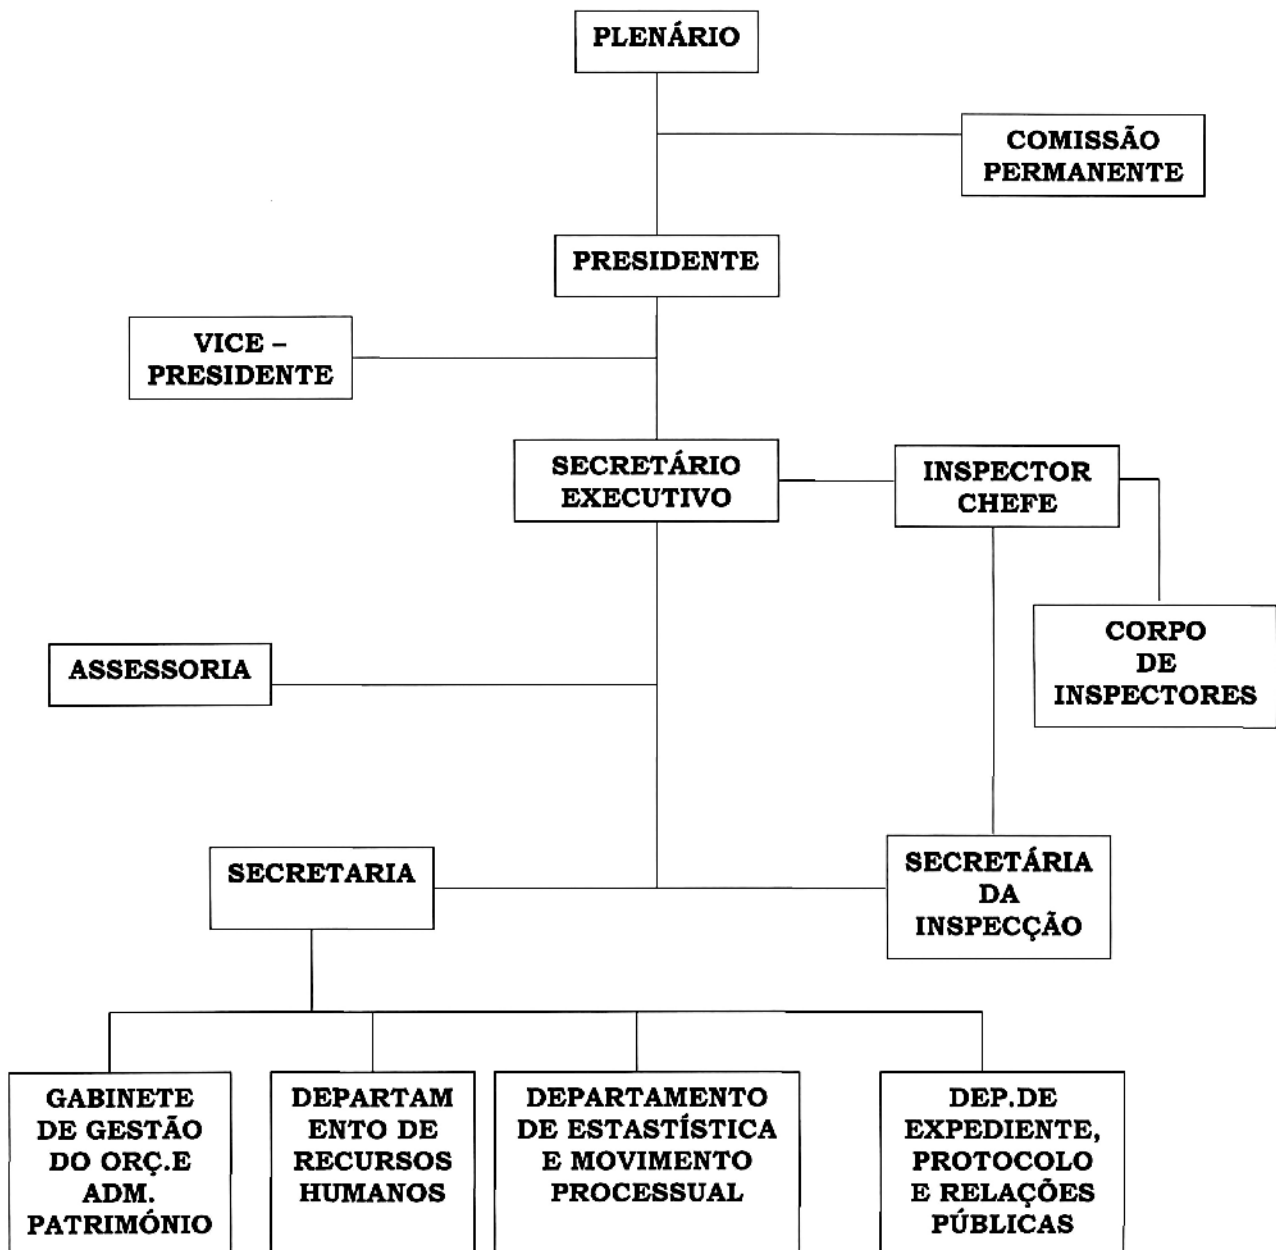 PLENÁRIO
COMISSÃO
PERMANENTE
PRESIDENTE
VICE –
PRESIDENTE
SECRETÁRIO
EXECUTIVO
INSPECTOR
CHEFE
CORPO
DE
INSPECTORES
ASSESSORIA
SECRETARIA
SECRETÁRIA
DA
INSPECÇÃO
GABINETE
DE GESTÃO
DO ORÇ.E
ADM.
PATRIMÓNIO
DEPARTAM
ENTO DE
RECURSOS
HUMANOS
DEPARTAMENTO
DE ESTASTÍSTICA
E MOVIMENTO
PROCESSUAL
DEP.DE
EXPEDIENTE,
PROTOCOLO
E RELAÇÕES
PÚBLICAS